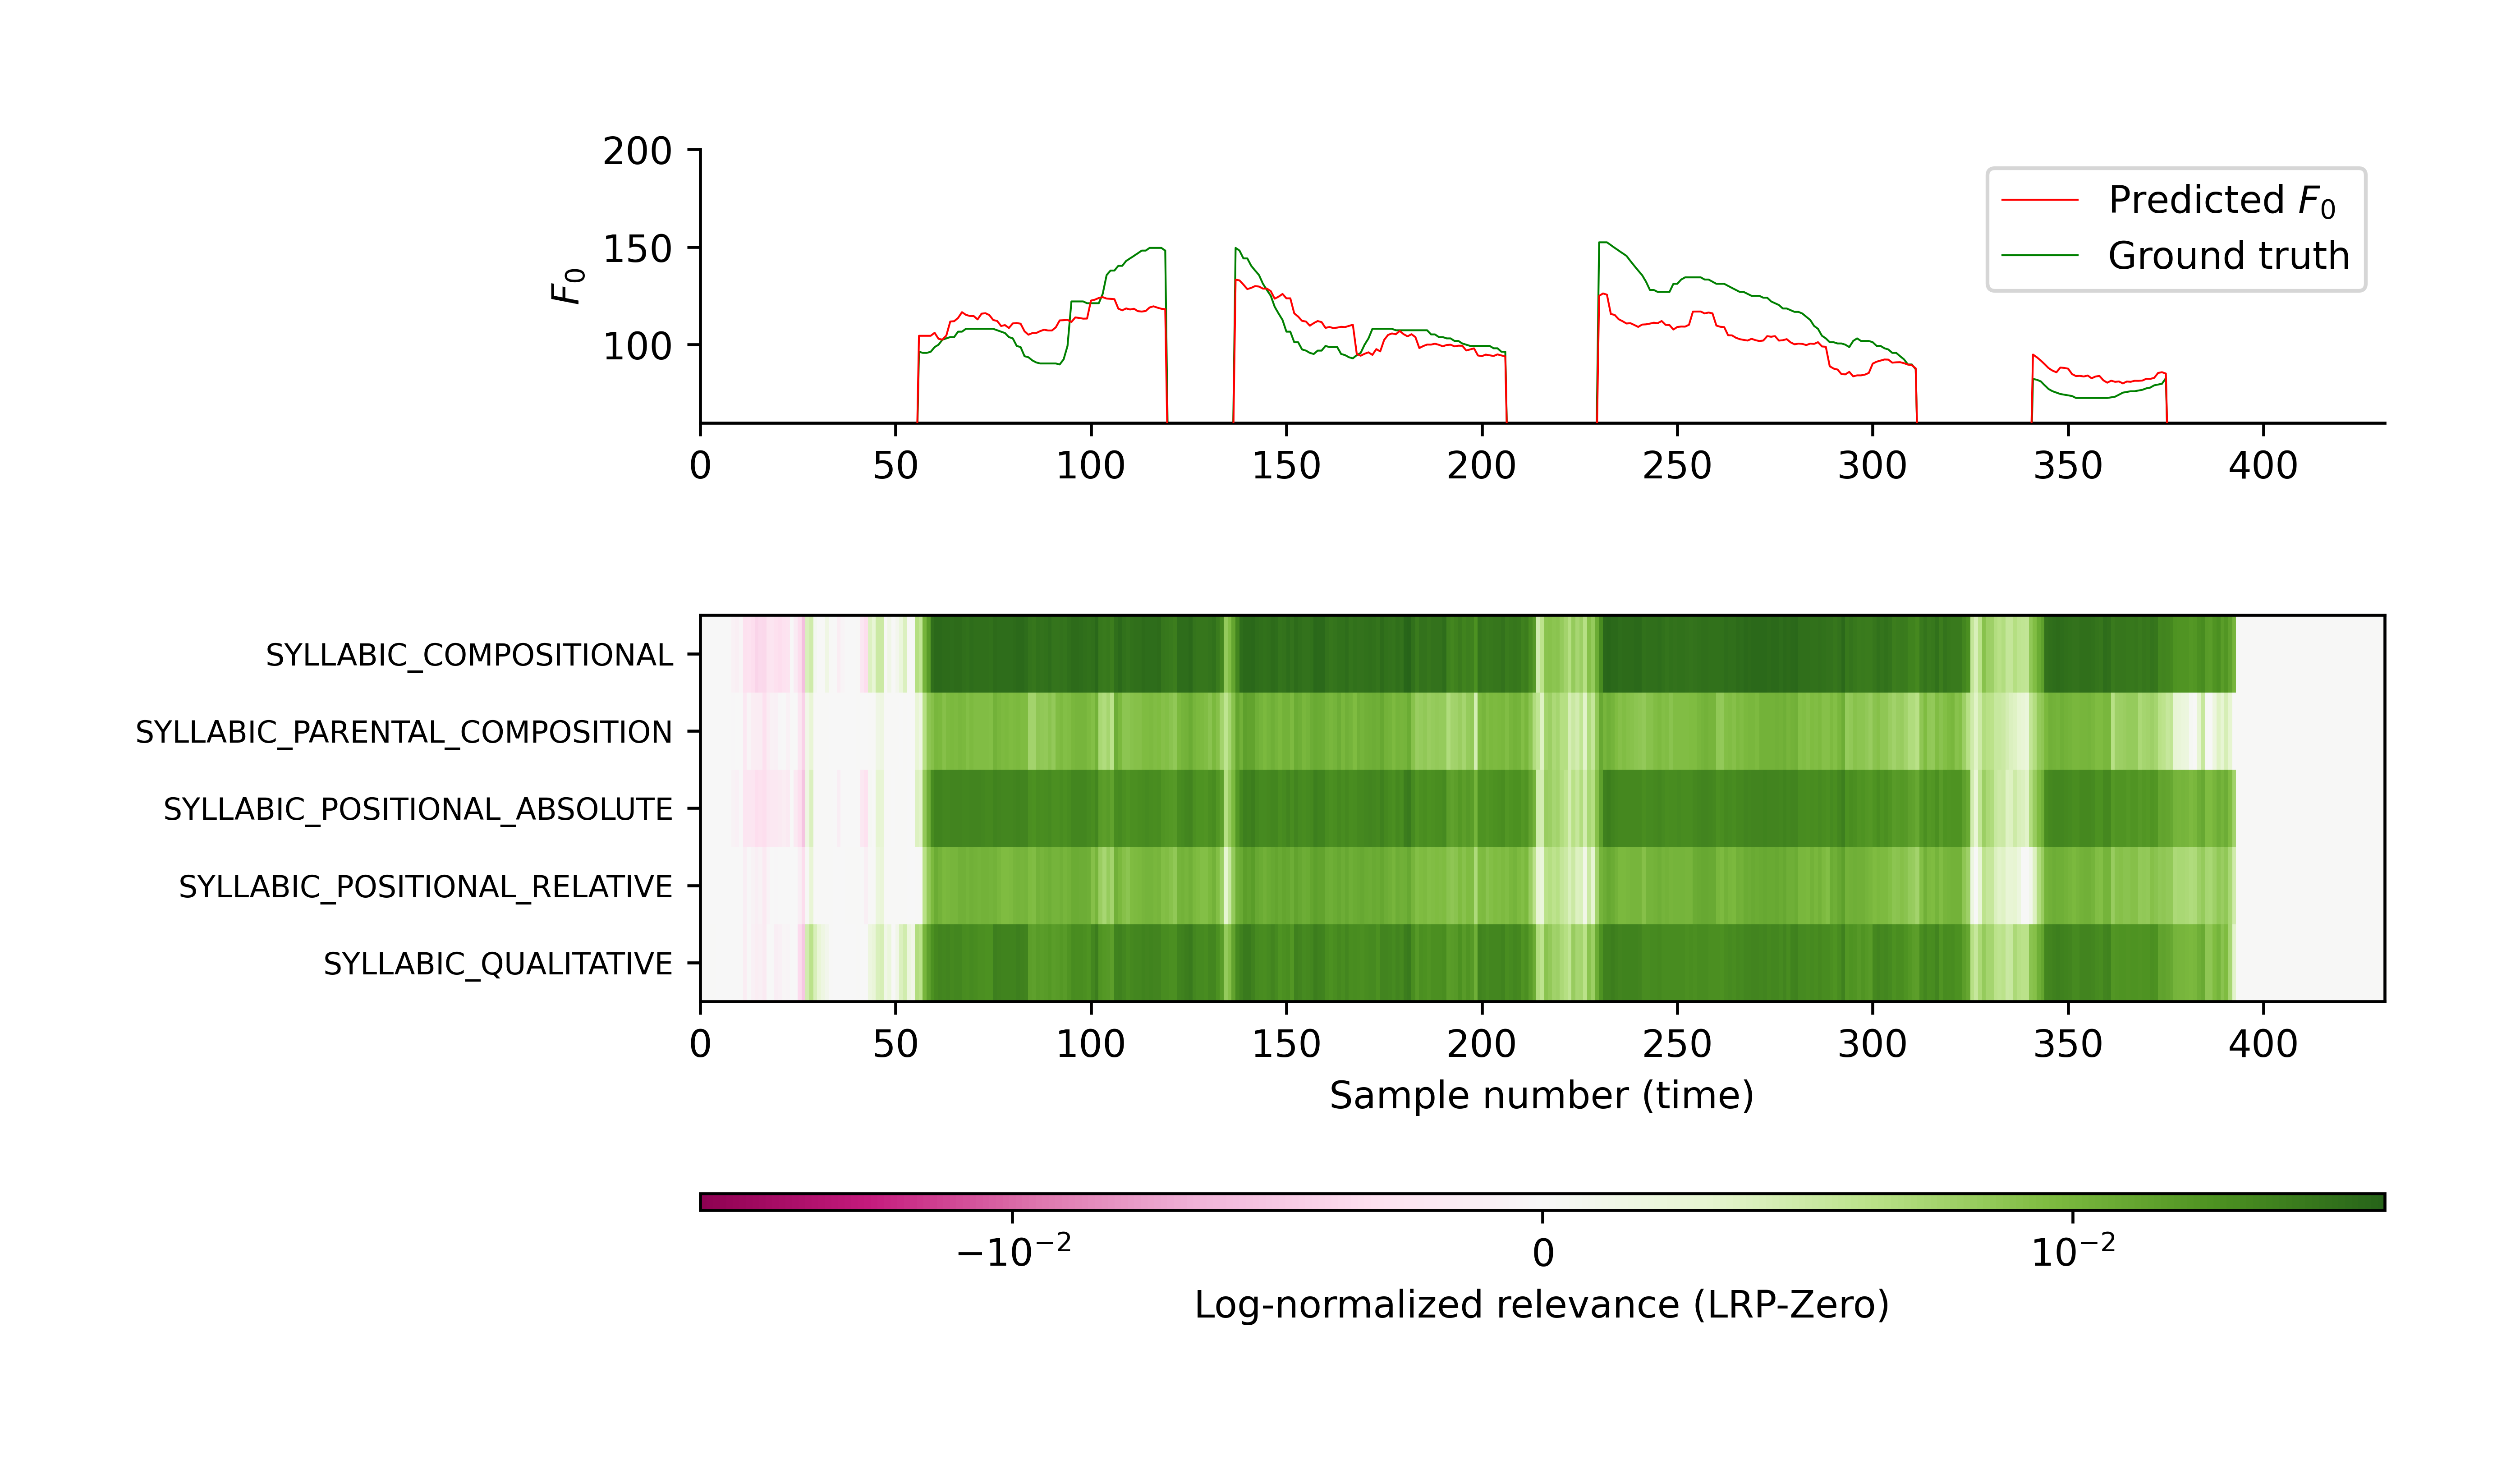 200
150
100
F₀
Predicted F₀
Ground truth
0 50 100 150 200 250 300 350 400
SYLLABIC_COMPOSITIONAL
SYLLABIC_PARENTAL_COMPOSITION
SYLLABIC_POSITIONAL_ABSOLUTE
SYLLABIC_POSITIONAL_RELATIVE
SYLLABIC_QUALITATIVE
0 50 100 150 200 250 300 350 400
Sample number (time)
−10⁻² 0 10⁻²
Log-normalized relevance (LRP-Zero)